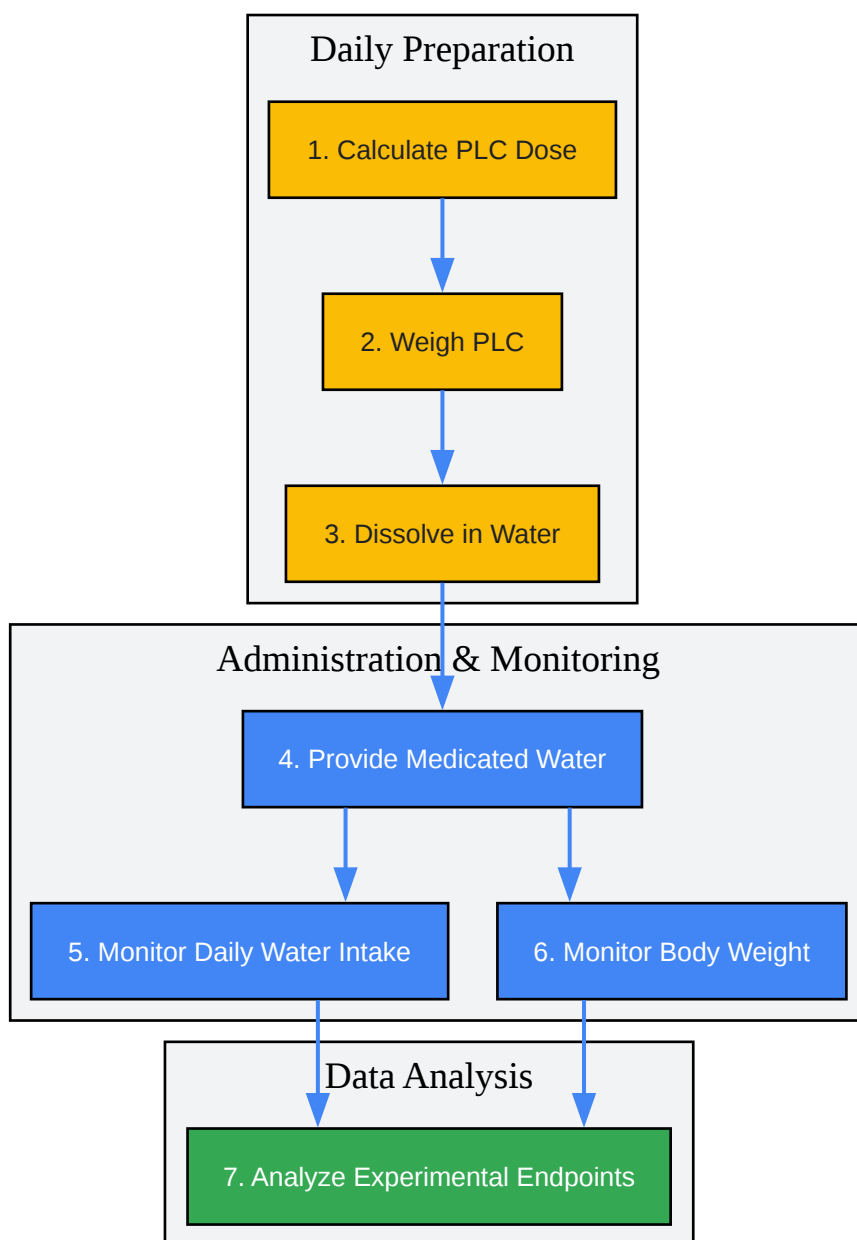 Daily Preparation
1. Calculate PLC Dose
2. Weigh PLC
3. Dissolve in Water
Administration & Monitoring
4. Provide Medicated Water
5. Monitor Daily Water Intake
6. Monitor Body Weight
Data Analysis
7. Analyze Experimental Endpoints